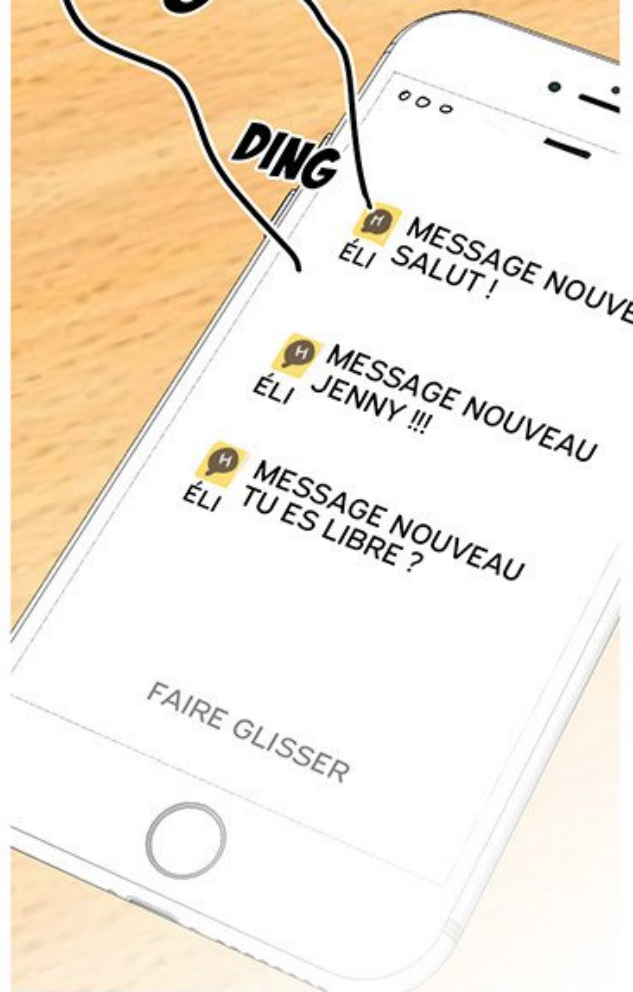 DING
H
MESSAGE NOUVE
ÉLI SALUT !
H
MESSAGE NOUVEAU
ÉLI JENNY !!!
H
MESSAGE NOUVEAU
ÉLI TU ES LIBRE ?
FAIRE GLISSER